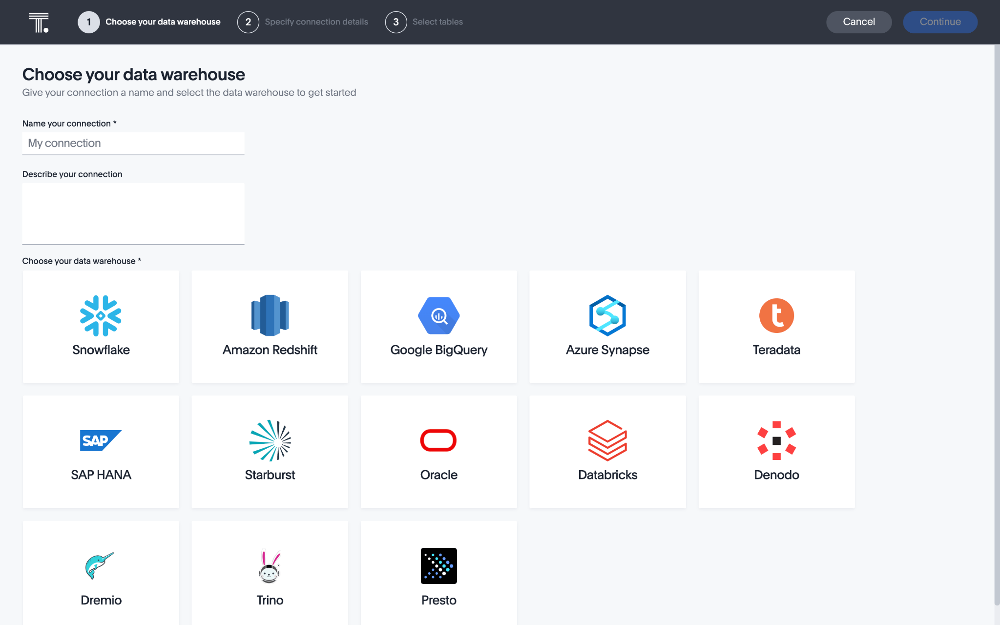 T.
1 Choose your data warehouse 2 Specify connection details 3 Select tables Cancel Continue
Choose your data warehouse
Give your connection a name and select the data warehouse to get started
Name your connection *
My connection
Describe your connection
Choose your data warehouse *
Snowflake Amazon Redshift Google BigQuery Azure Synapse t Teradata
SAP SAP HANA Starburst Oracle Databricks Denodo
Dremio Trino Presto